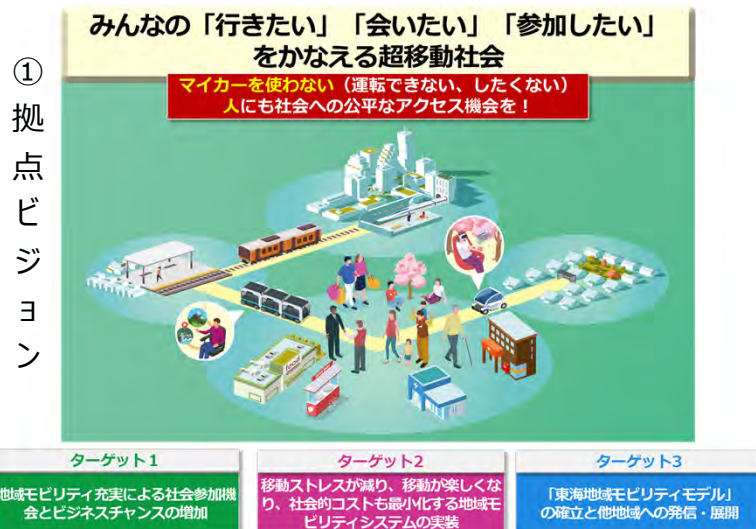 みんなの「行きたい」「会いたい」「参加したい」
をかなえる超移動社会
マイカーを使わない（運転できない、したくない）
人にも社会への公平なアクセス機会を！
①拠点ビジョン
ターゲット1
地域モビリティ充実による社会参加機
会とビジネスチャンスの増加
ターゲット2
移動ストレスが減り、移動が楽しくな
り、社会的コストも最小化する地域モ
ビリティシステムの実装
ターゲット3
「東海地域モビリティモデル」
の確立と他地域への発信・展開